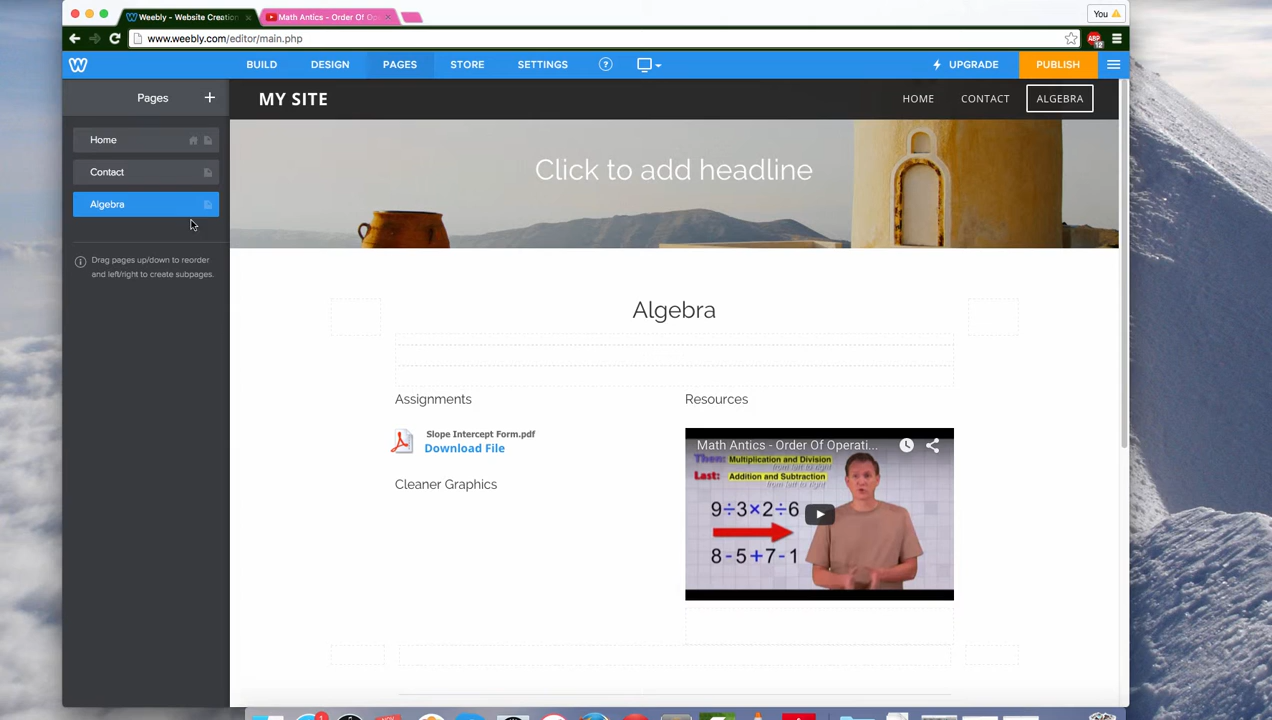 Weebly - Website Creation
Math Antics - Order Of Op
You
www.weebly.com/editor/main.php
ABP
12
BUILD
DESIGN
PAGES
STORE
SETTINGS
?
UPGRADE
PUBLISH
Pages
+
MY SITE
HOME
CONTACT
ALGEBRA
Home
Contact
Algebra
Drag pages up/down to reorder
and left/right to create subpages.
Click to add headline
Algebra
Assignments
Slope Intercept Form.pdf
Download File
Cleaner Graphics
Resources
Math Antics - Order Of Operati...
Then: Multiplication and Division
from left to right
Last: Addition and Subtraction
from left to right
9÷3×2÷6
8-5+7-1
1